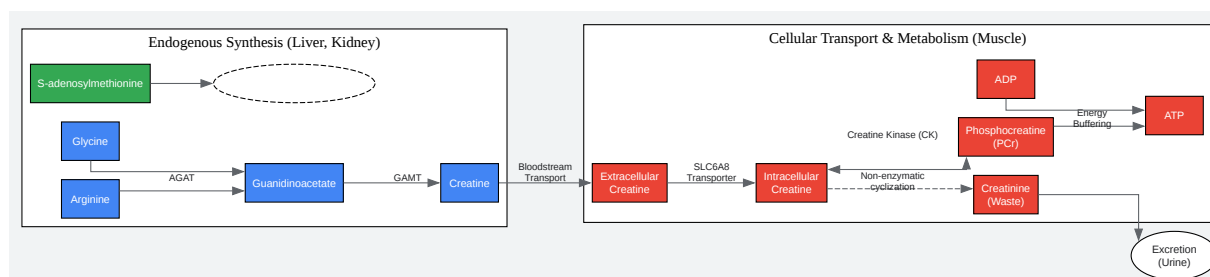 Endogenous Synthesis (Liver, Kidney)
S-adenosylmethionine
Glycine
AGAT
Arginine
Guanidinoacetate
GAMT
Creatine
Bloodstream
Transport
Cellular Transport & Metabolism (Muscle)
ADP
Energy
Buffering
ATP
Creatine Kinase (CK)
Phosphocreatine
(PCr)
Extracellular
Creatine
SLC6A8
Transporter
Intracellular
Creatine
Non-enzymatic
cyclization
Creatinine
(Waste)
Excretion
(Urine)